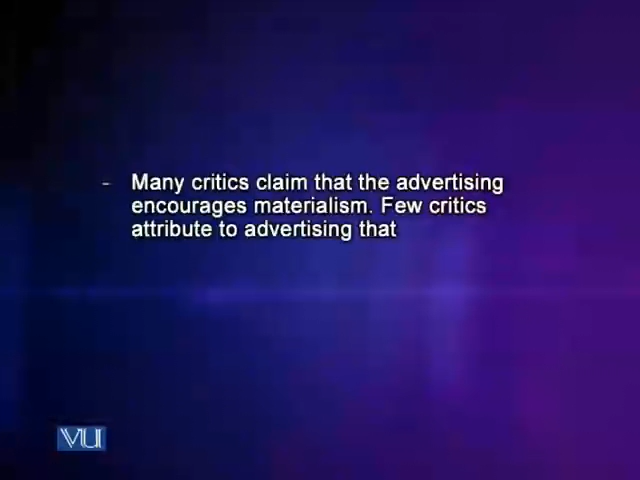 - Many critics claim that the advertising
encourages materialism. Few critics
attribute to advertising that
VU